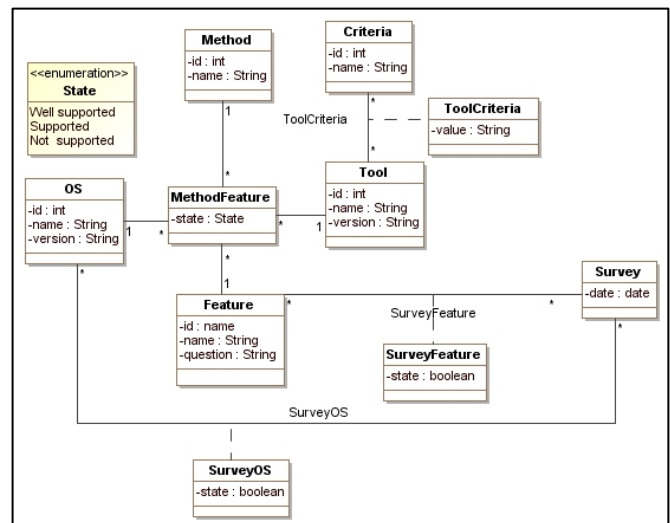 Method
-id : int
-name : String
Criteria
-id : int
-name : String
<<enumeration>>
State
Well supported
Supported
Not supported
1
*
ToolCriteria
ToolCriteria
-value : String
*
*
OS
-id : int
-name : String
-version : String
1
*
MethodFeature
-state : State
*
1
Tool
-id : int
-name : String
-version : String
*
*
1
Feature
-id : name
-name : String
-question : String
*
SurveyFeature
*
Survey
-date : date
*
SurveyFeature
-state : boolean
SurveyOS
SurveyOS
-state : boolean